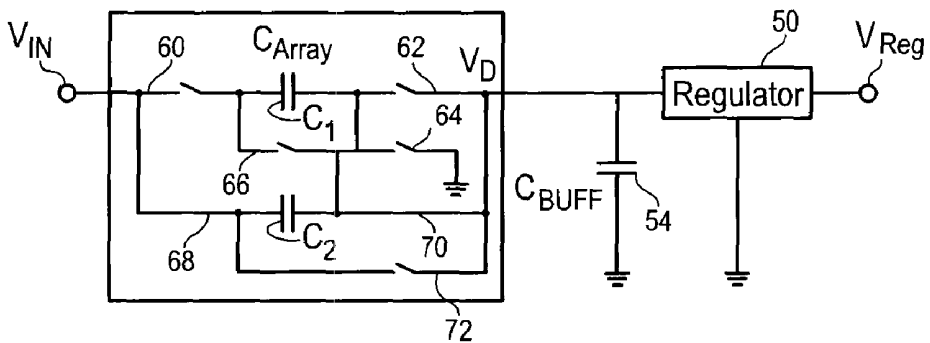 V_IN
60
C_Array
62
V_D
50
V_Reg
Regulator
C_1
64
66
C_BUFF
54
C_2
68
70
72